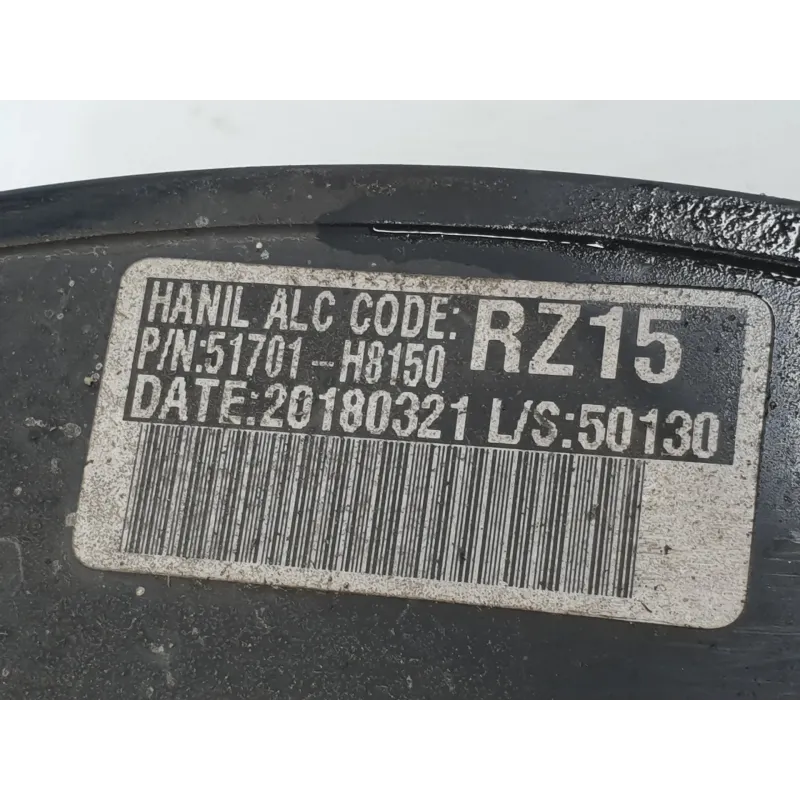 HANIL ALC CODE: RZ15
P/N:51701-H8150
DATE:20180321 L/S:50130